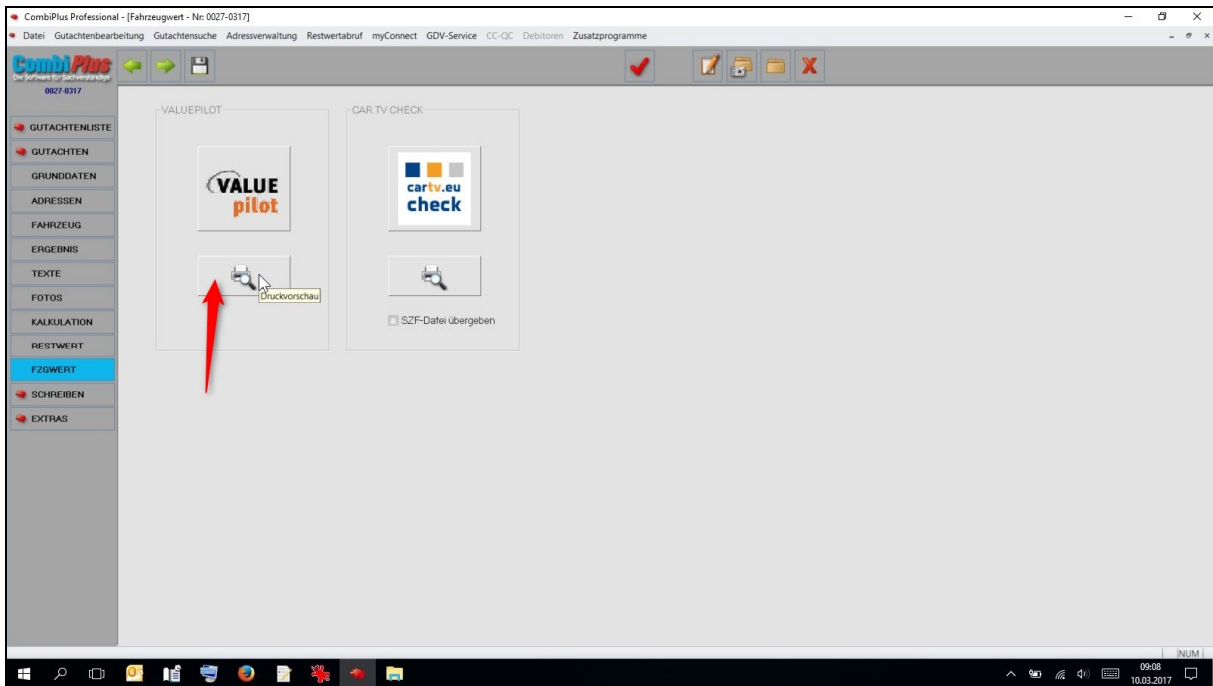 CombiPlus Professional - [Fahrzeugwert - Nr: 0027-0317]
Datei Gutachtenbearbeitung Gutachtensuche Adressverwaltung Restwertabruf myConnect GDV-Service CC-QC Debitoren Zusatzprogramme
CombiPlus
Die Software für Sachverständige
0027-0317
GUTACHTENLISTE
GUTACHTEN
GRUNDDATEN
ADRESSEN
FAHRZEUG
ERGEBNIS
TEXTE
FOTOS
KALKULATION
RESTWERT
FZGWERT
SCHREIBEN
EXTRAS
VALUEPILOT
VALUE
pilot
Druckvorschau
CAR.TV CHECK
cartv.eu
check
SZF-Datei übergeben
NUM
09:08
10.03.2017